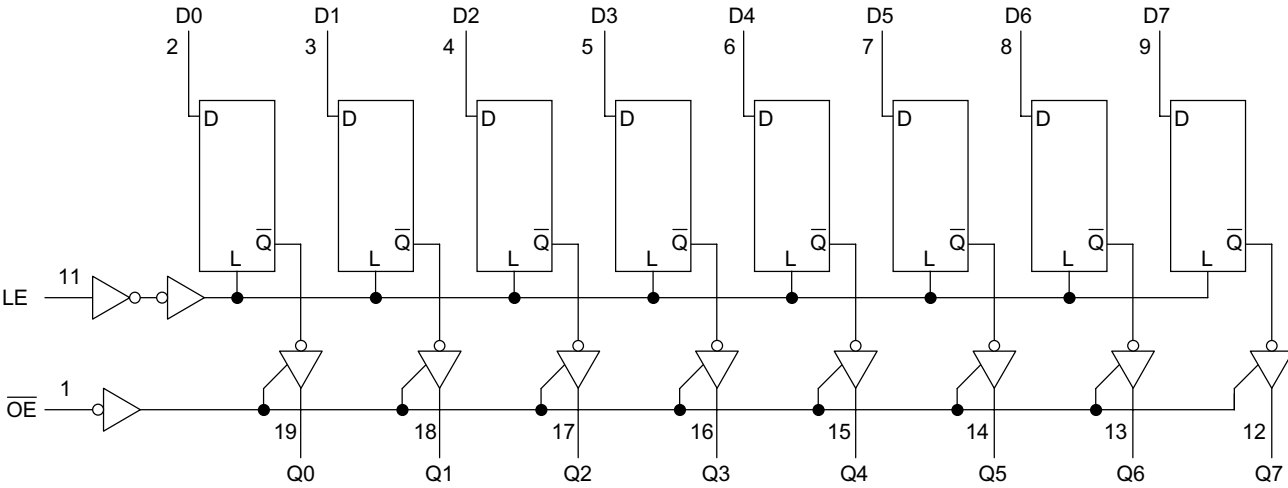 D0 D1 D2 D3 D4 D5 D6 D7
2 3 4 5 6 7 8 9
D D D D D D D D
Q̅ Q̅ Q̅ Q̅ Q̅ Q̅ Q̅ Q̅
L L L L L L L L
11
LE
1
O̅E̅
19 18 17 16 15 14 13 12
Q0 Q1 Q2 Q3 Q4 Q5 Q6 Q7